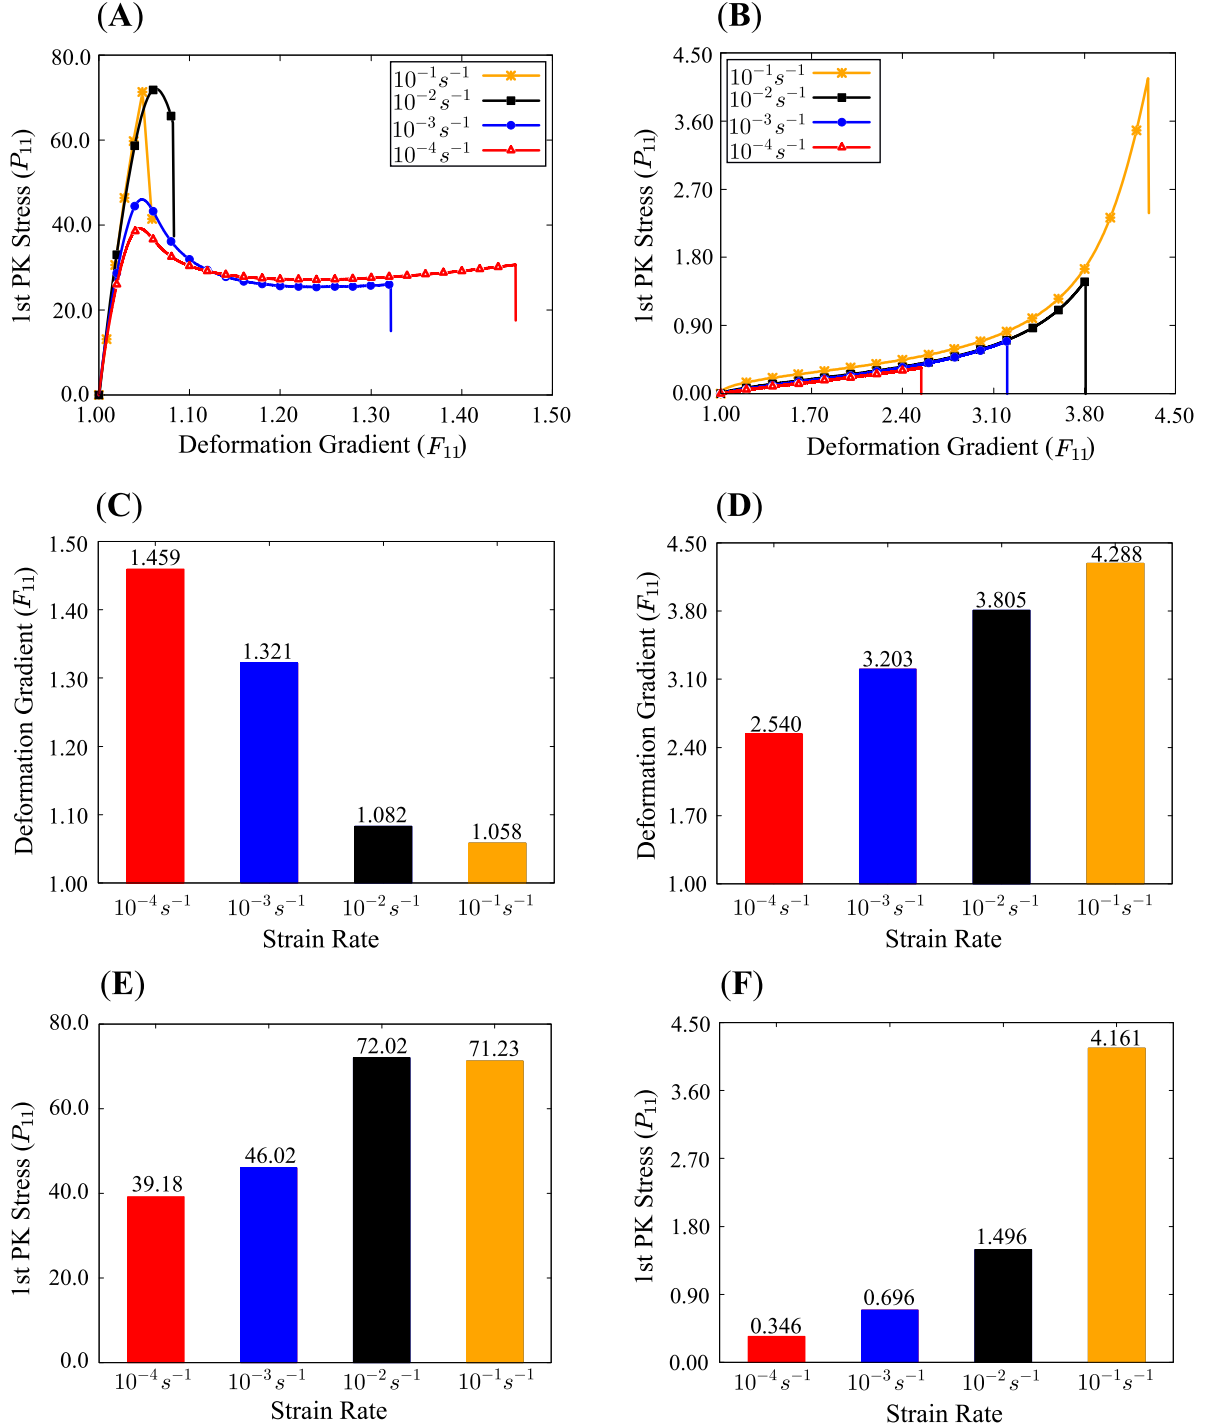 (A)
80.0
60.0
40.0
20.0
0.0
1st PK Stress (P₁₁)
10⁻¹s⁻¹
10⁻²s⁻¹
10⁻³s⁻¹
10⁻⁴s⁻¹
1.00 1.10 1.20 1.30 1.40 1.50
Deformation Gradient (F₁₁)
(B)
4.50
3.60
2.70
1.80
0.90
0.00
1st PK Stress (P₁₁)
10⁻¹s⁻¹
10⁻²s⁻¹
10⁻³s⁻¹
10⁻⁴s⁻¹
1.00 1.70 2.40 3.10 3.80 4.50
Deformation Gradient (F₁₁)
(C)
1.50
1.40
1.30
1.20
1.10
1.00
Deformation Gradient (F₁₁)
1.459
1.321
1.082
1.058
10⁻⁴s⁻¹ 10⁻³s⁻¹ 10⁻²s⁻¹ 10⁻¹s⁻¹
Strain Rate
(D)
4.50
3.80
3.10
2.40
1.70
1.00
Deformation Gradient (F₁₁)
2.540
3.203
3.805
4.288
10⁻⁴s⁻¹ 10⁻³s⁻¹ 10⁻²s⁻¹ 10⁻¹s⁻¹
Strain Rate
(E)
80.0
60.0
40.0
20.0
0.0
1st PK Stress (P₁₁)
39.18
46.02
72.02
71.23
10⁻⁴s⁻¹ 10⁻³s⁻¹ 10⁻²s⁻¹ 10⁻¹s⁻¹
Strain Rate
(F)
4.50
3.60
2.70
1.80
0.90
0.00
1st PK Stress (P₁₁)
0.346
0.696
1.496
4.161
10⁻⁴s⁻¹ 10⁻³s⁻¹ 10⁻²s⁻¹ 10⁻¹s⁻¹
Strain Rate